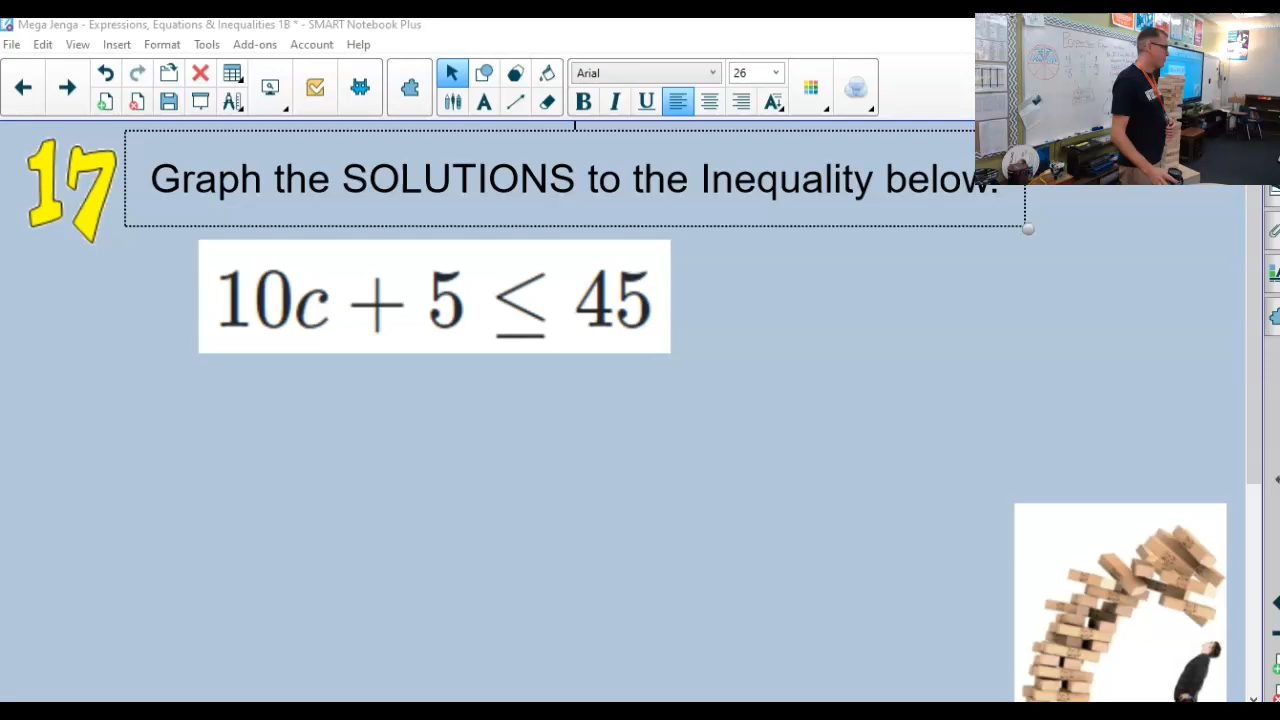 Mega Jenga - Expressions, Equations & Inequalities 1B * - SMART Notebook Plus
File Edit View Insert Format Tools Add-ons Account Help
Arial 26
B I U A
17 Graph the SOLUTIONS to the Inequality below.
10c + 5 ≤ 45